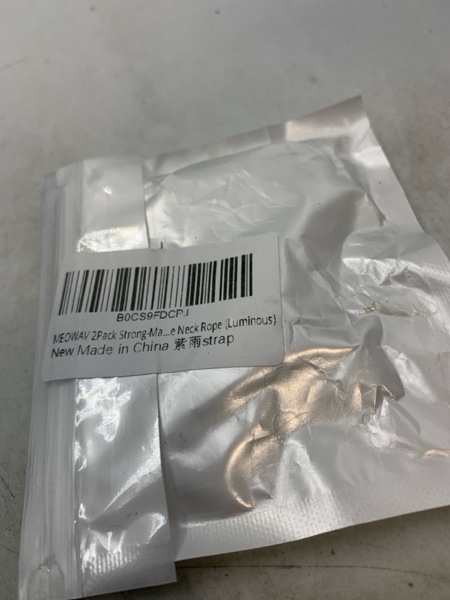 B0CS9FDCPJ
MEOWAV 2Pack Strong-Ma...e Neck Rope (Luminous)
New Made in China 紫雨strap